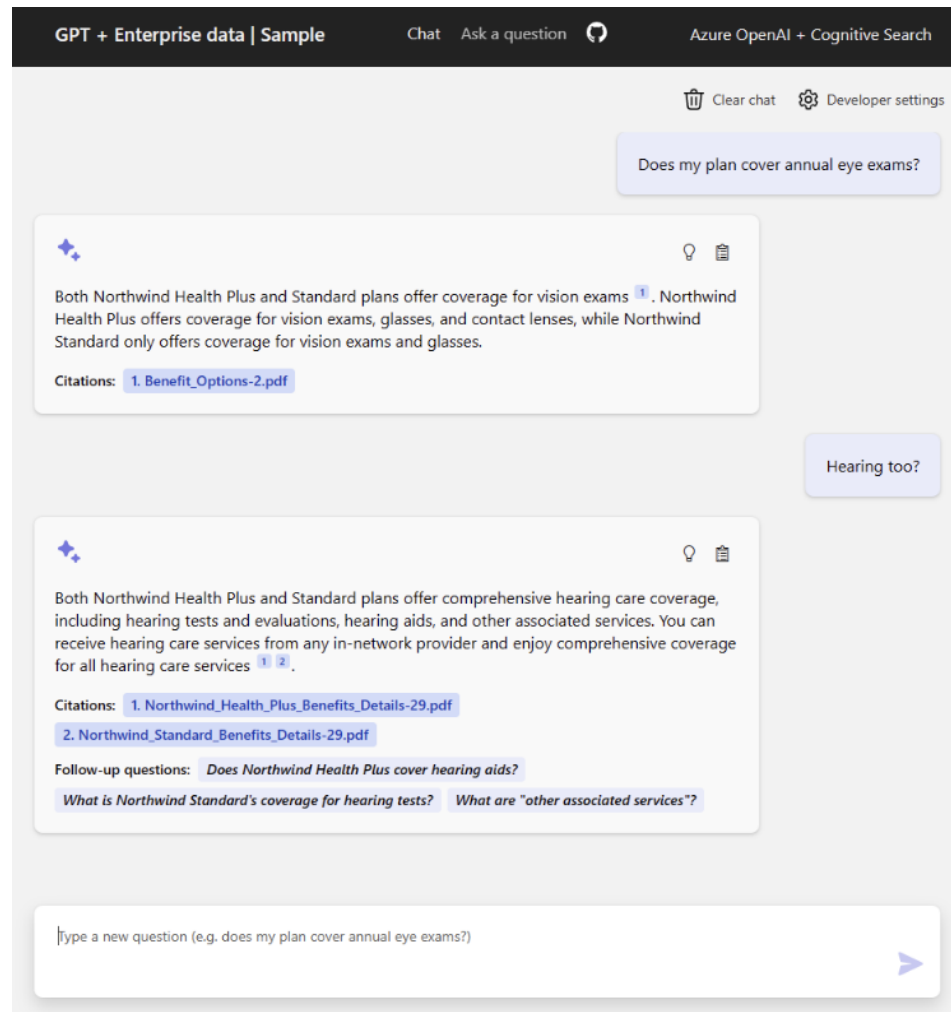 GPT + Enterprise data | Sample Chat Ask a question Azure OpenAI + Cognitive Search
Clear chat Developer settings
Does my plan cover annual eye exams?
Both Northwind Health Plus and Standard plans offer coverage for vision exams 1 . Northwind
Health Plus offers coverage for vision exams, glasses, and contact lenses, while Northwind
Standard only offers coverage for vision exams and glasses.
Citations: 1. Benefit_Options-2.pdf
Hearing too?
Both Northwind Health Plus and Standard plans offer comprehensive hearing care coverage,
including hearing tests and evaluations, hearing aids, and other associated services. You can
receive hearing care services from any in-network provider and enjoy comprehensive coverage
for all hearing care services 1 2 .
Citations: 1. Northwind_Health_Plus_Benefits_Details-29.pdf
2. Northwind_Standard_Benefits_Details-29.pdf
Follow-up questions: Does Northwind Health Plus cover hearing aids?
What is Northwind Standard's coverage for hearing tests? What are "other associated services"?
Type a new question (e.g. does my plan cover annual eye exams?)